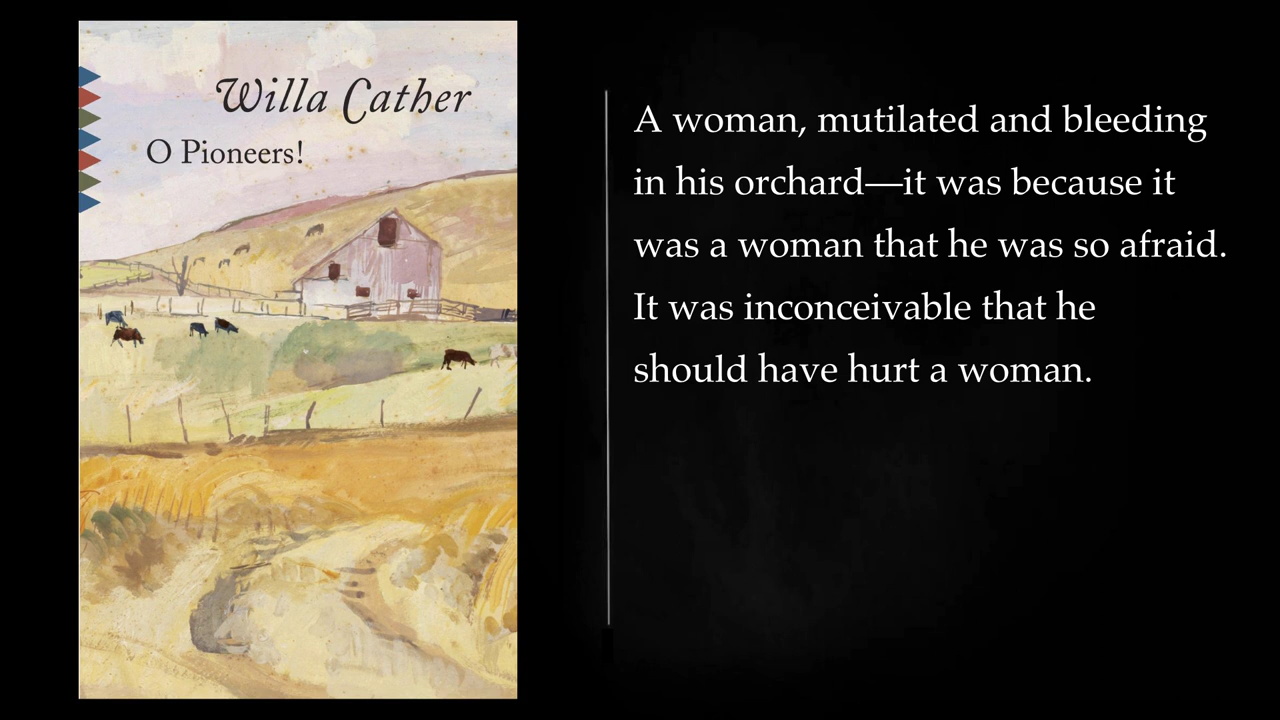 Willa Cather
O Pioneers!
A woman, mutilated and bleeding
in his orchard—it was because it
was a woman that he was so afraid.
It was inconceivable that he
should have hurt a woman.